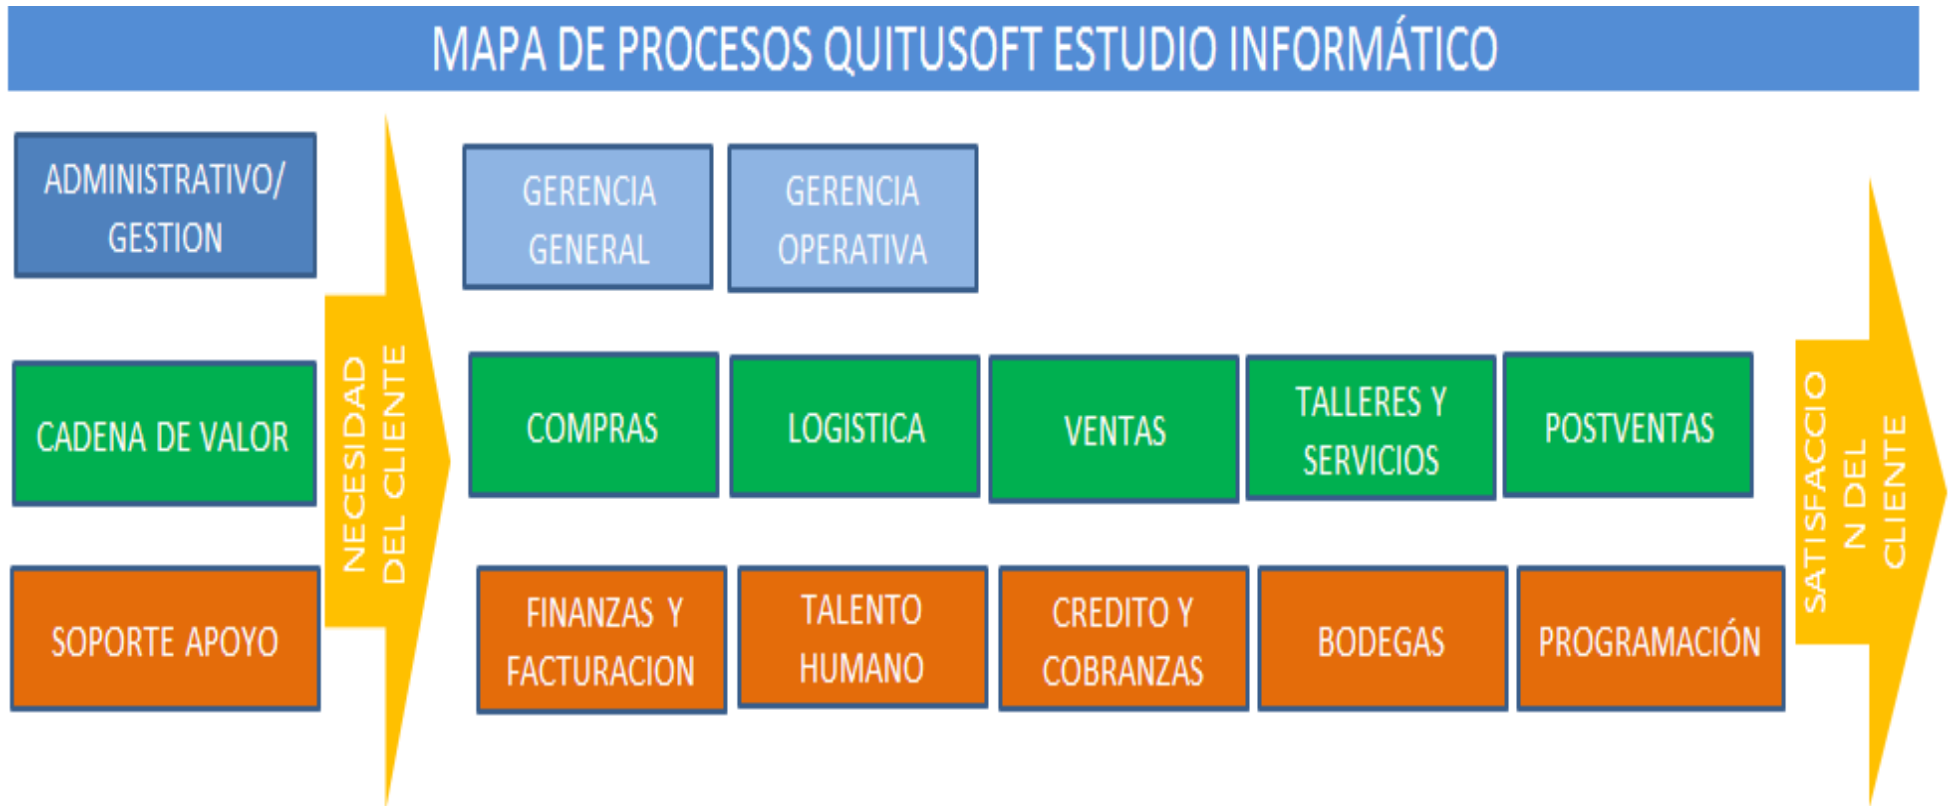 MAPA DE PROCESOS QUITUSOFT ESTUDIO INFORMÁTICO
ADMINISTRATIVO/
GESTION
GERENCIA
GENERAL
GERENCIA
OPERATIVA
CADENA DE VALOR
NECESIDAD
DEL CLIENTE
COMPRAS
LOGISTICA
VENTAS
TALLERES Y
SERVICIOS
POSTVENTAS
SATISFACCIO
N DEL
CLIENTE
SOPORTE APOYO
FINANZAS Y
FACTURACION
TALENTO
HUMANO
CREDITO Y
COBRANZAS
BODEGAS
PROGRAMACIÓN